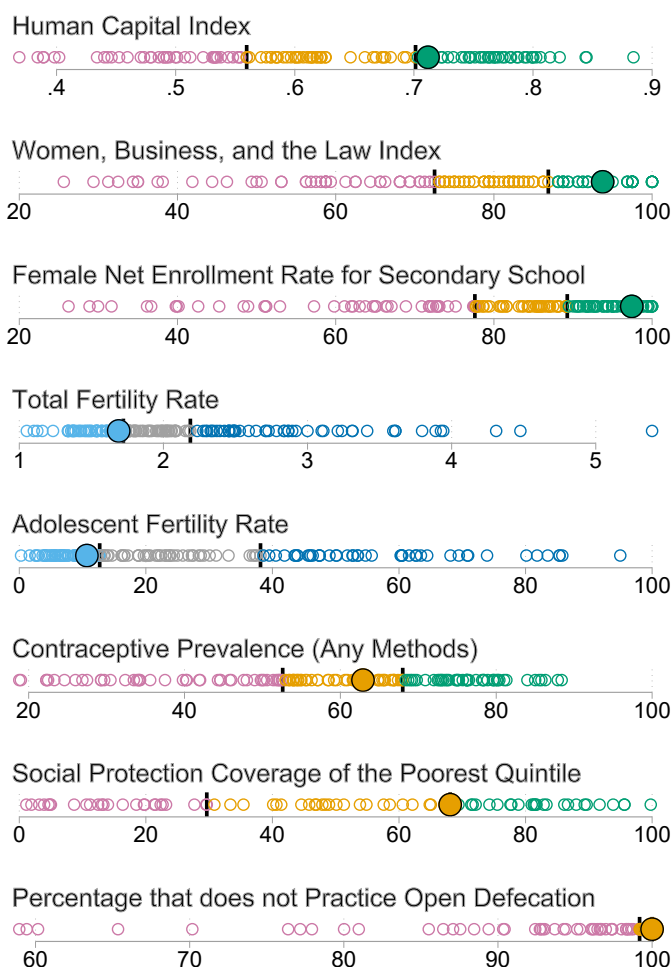 Human Capital Index
.4 .5 .6 .7 .8 .9
Women, Business, and the Law Index
20 40 60 80 100
Female Net Enrollment Rate for Secondary School
20 40 60 80 100
Total Fertility Rate
1 2 3 4 5
Adolescent Fertility Rate
0 20 40 60 80 100
Contraceptive Prevalence (Any Methods)
20 40 60 80 100
Social Protection Coverage of the Poorest Quintile
0 20 40 60 80 100
Percentage that does not Practice Open Defecation
60 70 80 90 100